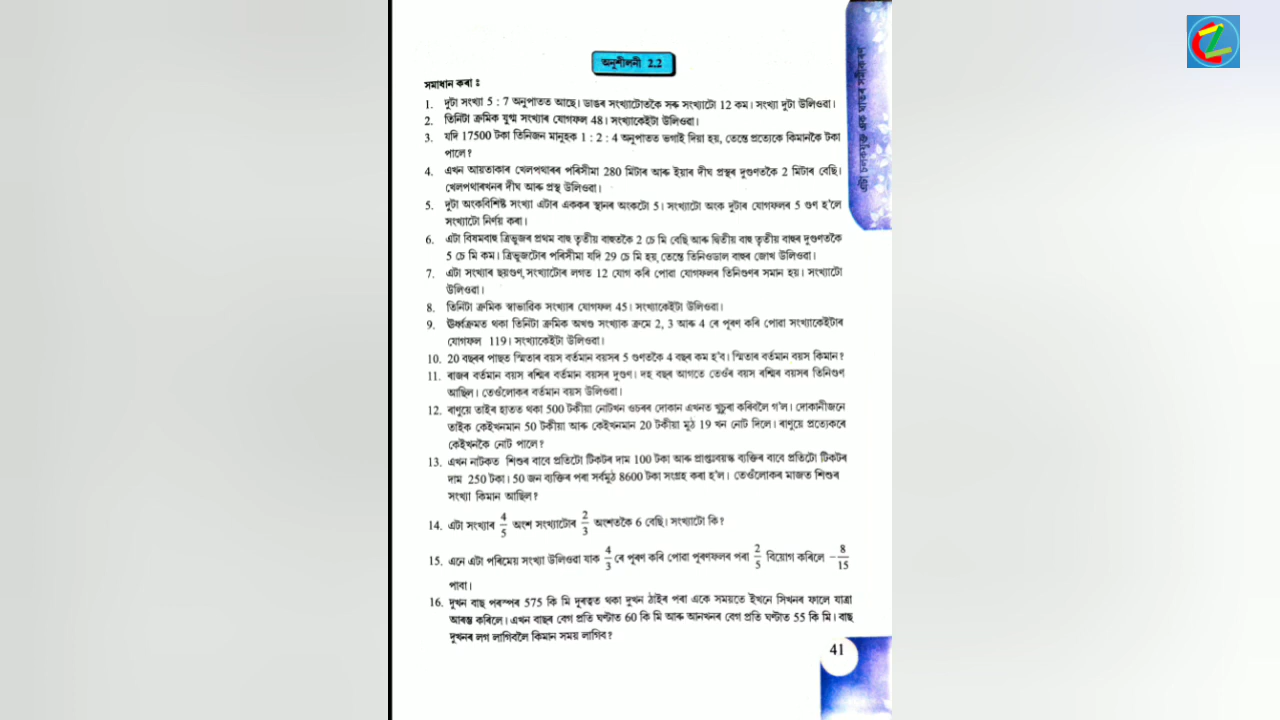 অনুশীলনী 2.2
সমাধান কৰা ঃ
1. দুটা সংখ্যা 5 : 7 অনুপাতত আছে। ডাঙৰ সংখ্যাটোতকৈ সৰু সংখ্যাটো 12 কম। সংখ্যা দুটা উলিওৱা।
2. তিনিটা ক্ৰমিক যুগ্ম সংখ্যাৰ যোগফল 48। সংখ্যাকেইটা উলিওৱা।
3. যদি 17500 টকা তিনিজন মানুহক 1 : 2 : 4 অনুপাতত ভগাই দিয়া হয়, তেন্তে প্ৰত্যেকে কিমানকৈ টকা
পালে?
4. এখন আয়তাকাৰ খেলপথাৰৰ পৰিসীমা 280 মিটাৰ আৰু ইয়াৰ দীঘ প্ৰস্থৰ দুগুণতকৈ 2 মিটাৰ বেছি।
খেলপথাৰখনৰ দীঘ আৰু প্ৰস্থ উলিওৱা।
5. দুটা অংকবিশিষ্ট সংখ্যা এটাৰ এককৰ স্থানৰ অংকটো 5। সংখ্যাটো অংক দুটাৰ যোগফলৰ 5 গুণ হ'লে
সংখ্যাটো নিৰ্ণয় কৰা।
6. এটা বিষমবাহু ত্ৰিভুজৰ প্ৰথম বাহু তৃতীয় বাহুতকৈ 2 চে মি বেছি আৰু দ্বিতীয় বাহু তৃতীয় বাহুৰ দুগুণতকৈ
5 চে মি কম। ত্ৰিভুজটোৰ পৰিসীমা যদি 29 চে মি হয়, তেন্তে তিনিওডাল বাহুৰ জোখ উলিওৱা।
7. এটা সংখ্যাৰ ছয়গুণ, সংখ্যাটোৰ লগত 12 যোগ কৰি পোৱা যোগফলৰ তিনিগুণৰ সমান হয়। সংখ্যাটো
উলিওৱা।
8. তিনিটা ক্ৰমিক স্বাভাবিক সংখ্যাৰ যোগফল 45। সংখ্যাকেইটা উলিওৱা।
9. ঊৰ্ধ্বক্ৰমত থকা তিনিটা ক্ৰমিক অখণ্ড সংখ্যাক ক্ৰমে 2, 3 আৰু 4 ৰে পূৰণ কৰি পোৱা সংখ্যাকেইটাৰ
যোগফল 119। সংখ্যাকেইটা উলিওৱা।
10. 20 বছৰৰ পাছত স্মিতাৰ বয়স বৰ্তমান বয়সৰ 5 গুণতকৈ 4 বছৰ কম হ'ব। স্মিতাৰ বৰ্তমান বয়স কিমান?
11. ৰাজৰ বৰ্তমান বয়স ৰশ্মিৰ বৰ্তমান বয়সৰ দুগুণ। দহ বছৰ আগতে তেওঁৰ বয়স ৰশ্মিৰ বয়সৰ তিনিগুণ
আছিল। তেওঁলোকৰ বৰ্তমান বয়স উলিওৱা।
12. ৰাণুয়ে তাইৰ হাতত থকা 500 টকীয়া নোটখন ওচৰৰ দোকান এখনত খুচুৰা কৰিবলৈ গ'ল। দোকানীজনে
তাইক কেইখনমান 50 টকীয়া আৰু কেইখনমান 20 টকীয়া মুঠ 19 খন নোট দিলে। ৰাণুয়ে প্ৰত্যেকৰে
কেইখনকৈ নোট পালে?
13. এখন নাটকত শিশুৰ বাবে প্ৰতিটো টিকটৰ দাম 100 টকা আৰু প্ৰাপ্তবয়স্ক ব্যক্তিৰ বাবে প্ৰতিটো টিকটৰ
দাম 250 টকা। 50 জন ব্যক্তিৰ পৰা সৰ্বমুঠ 8600 টকা সংগ্ৰহ কৰা হ'ল। তেওঁলোকৰ মাজত শিশুৰ
সংখ্যা কিমান আছিল?
14. এটা সংখ্যাৰ 4/5 অংশ সংখ্যাটোৰ 2/3 অংশতকৈ 6 বেছি। সংখ্যাটো কি?
15. এনে এটা পৰিমেয় সংখ্যা উলিওৱা যাক 4/3 ৰে পূৰণ কৰি পোৱা পূৰণফলৰ পৰা 2/5 বিয়োগ কৰিলে −8/15
পাবা।
16. দুখন বাছ পৰস্পৰ 575 কি মি দূৰত্বত থকা দুখন ঠাইৰ পৰা একে সময়তে ইখনে সিখনৰ ফালে যাত্ৰা
আৰম্ভ কৰিলে। এখন বাছৰ বেগ প্ৰতি ঘণ্টাত 60 কি মি আৰু আনখনৰ বেগ প্ৰতি ঘণ্টাত 55 কি মি। বাছ
দুখনৰ লগ লাগিবলৈ কিমান সময় লাগিব?
এটা চলকযুক্ত এক ঘাতৰ সমীকৰণ
41